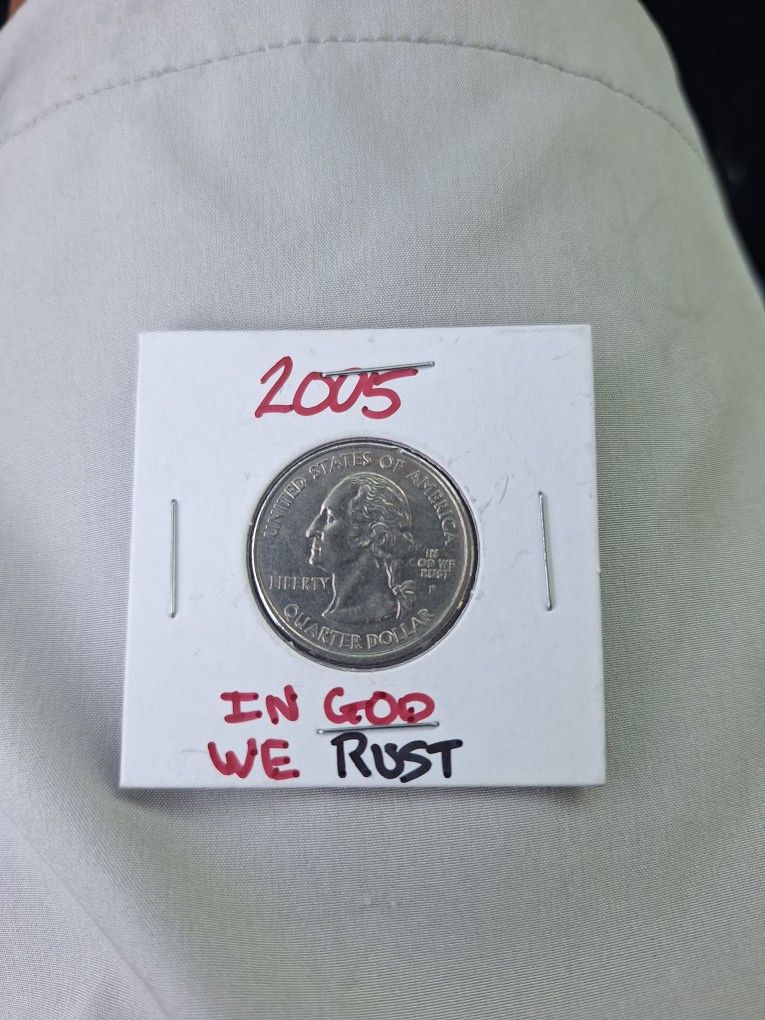 2005
UNITED STATES OF AMERICA
LIBERTY
IN
GOD WE
RUST
P
QUARTER DOLLAR
IN GOD
WE RUST